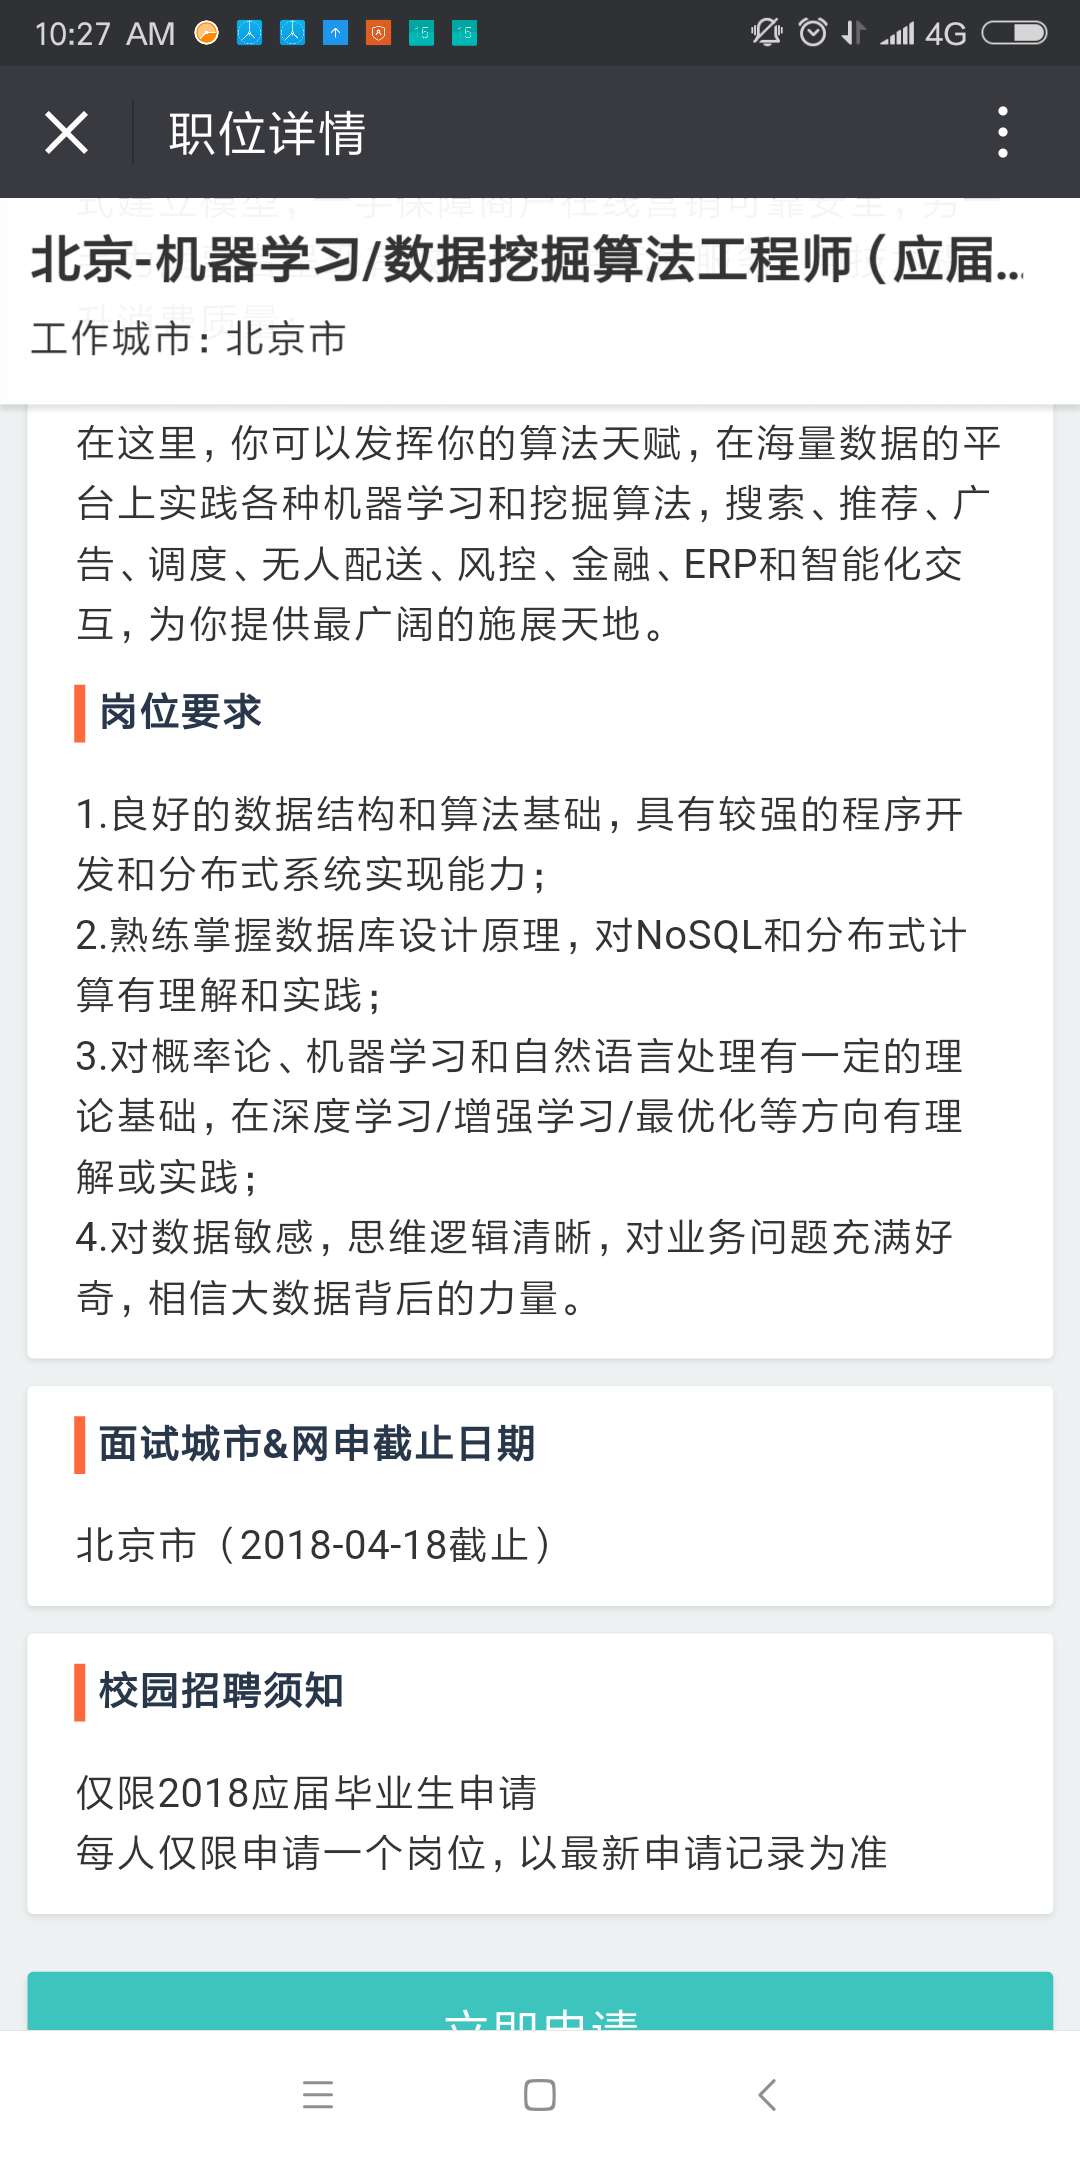 10:27 AM
4G
职位详情
北京-机器学习/数据挖掘算法工程师（应届...
工作城市：北京市
在这里，你可以发挥你的算法天赋，在海量数据的平
台上实践各种机器学习和挖掘算法，搜索、推荐、广
告、调度、无人配送、风控、金融、ERP和智能化交
互，为你提供最广阔的施展天地。
岗位要求
1.良好的数据结构和算法基础，具有较强的程序开
发和分布式系统实现能力；
2.熟练掌握数据库设计原理，对NoSQL和分布式计
算有理解和实践；
3.对概率论、机器学习和自然语言处理有一定的理
论基础，在深度学习/增强学习/最优化等方向有理
解或实践；
4.对数据敏感，思维逻辑清晰，对业务问题充满好
奇，相信大数据背后的力量。
面试城市&网申截止日期
北京市（2018-04-18截止）
校园招聘须知
仅限2018应届毕业生申请
每人仅限申请一个岗位，以最新申请记录为准
立即申请